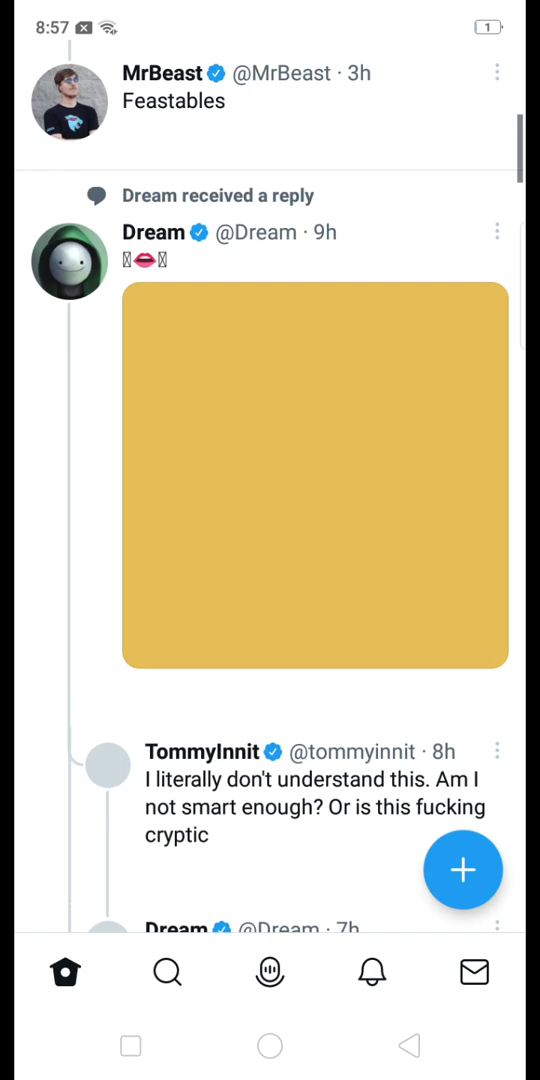 8:57
1
MrBeast @MrBeast · 3h
Feastables
Dream received a reply
Dream @Dream · 9h
👄
TommyInnit @tommyinnit · 8h
I literally don't understand this. Am I
not smart enough? Or is this fucking
cryptic
Dream @Dream · 7h